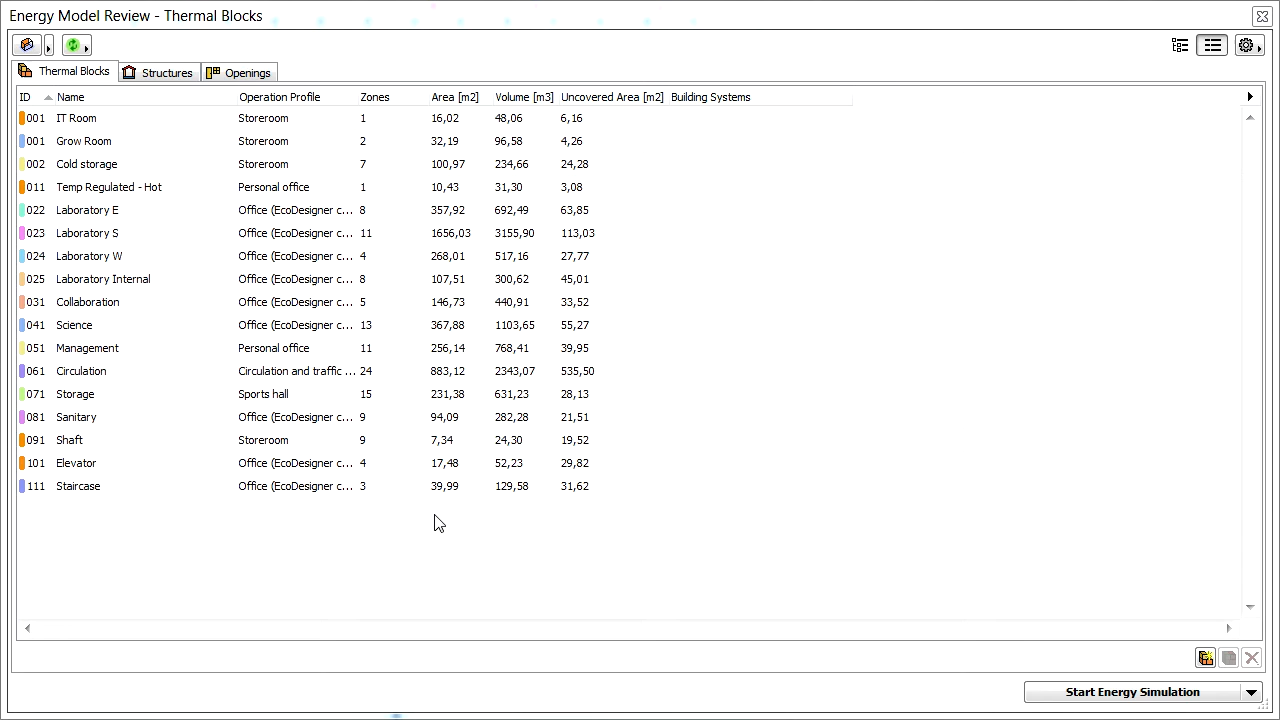 Energy Model Review - Thermal Blocks
Thermal Blocks Structures Openings
ID Name Operation Profile Zones Area [m2] Volume [m3] Uncovered Area [m2] Building Systems
001 IT Room Storeroom 1 16,02 48,06 6,16
001 Grow Room Storeroom 2 32,19 96,58 4,26
002 Cold storage Storeroom 7 100,97 234,66 24,28
011 Temp Regulated - Hot Personal office 1 10,43 31,30 3,08
022 Laboratory E Office (EcoDesigner c... 8 357,92 692,49 63,85
023 Laboratory S Office (EcoDesigner c... 11 1656,03 3155,90 113,03
024 Laboratory W Office (EcoDesigner c... 4 268,01 517,16 27,77
025 Laboratory Internal Office (EcoDesigner c... 8 107,51 300,62 45,01
031 Collaboration Office (EcoDesigner c... 5 146,73 440,91 33,52
041 Science Office (EcoDesigner c... 13 367,88 1103,65 55,27
051 Management Personal office 11 256,14 768,41 39,95
061 Circulation Circulation and traffic ... 24 883,12 2343,07 535,50
071 Storage Sports hall 15 231,38 631,23 28,13
081 Sanitary Office (EcoDesigner c... 9 94,09 282,28 21,51
091 Shaft Storeroom 9 7,34 24,30 19,52
101 Elevator Office (EcoDesigner c... 4 17,48 52,23 29,82
111 Staircase Office (EcoDesigner c... 3 39,99 129,58 31,62
Start Energy Simulation